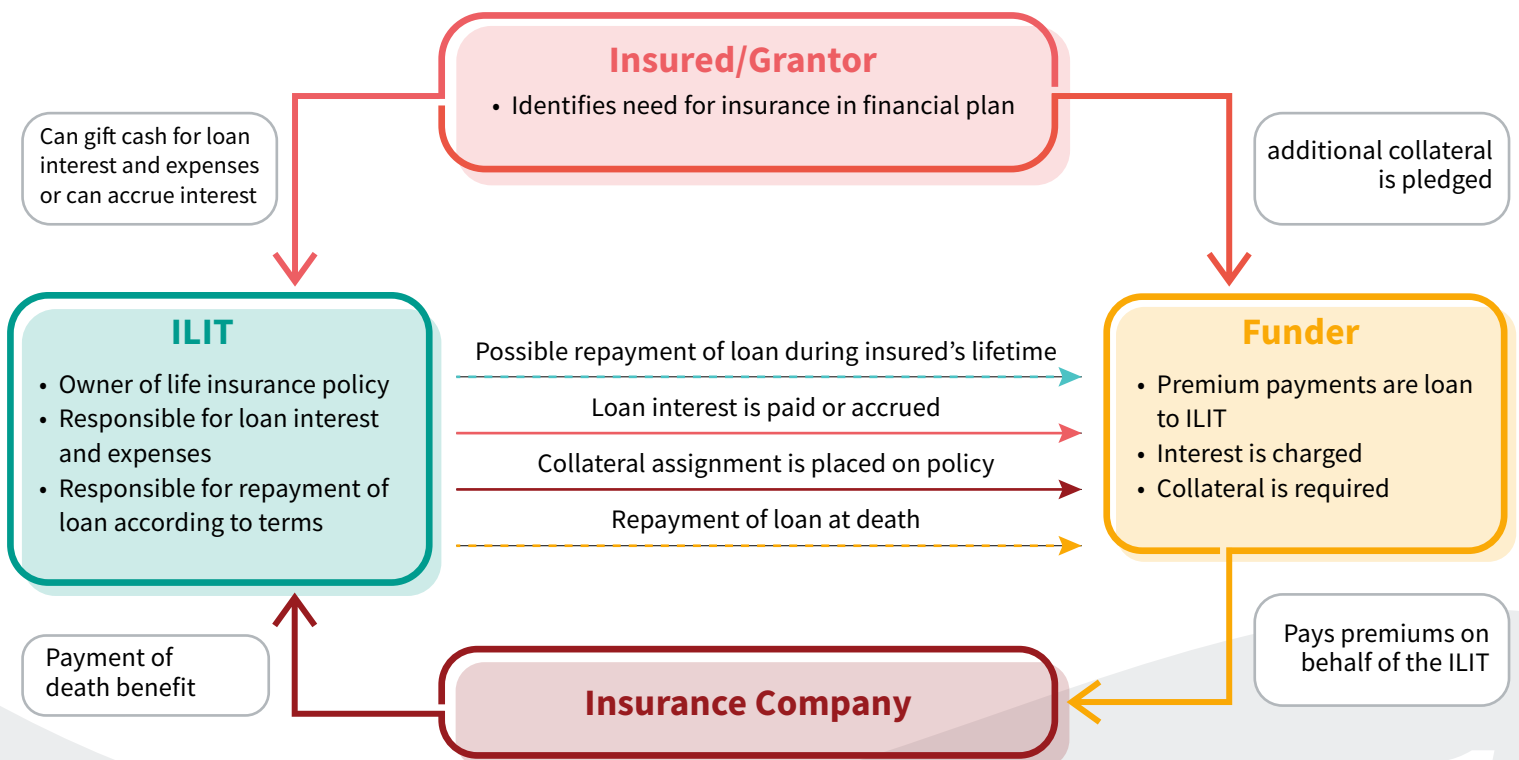 Insured/Grantor
• Identifies need for insurance in financial plan
Can gift cash for loan
interest and expenses
or can accrue interest
additional collateral
is pledged
ILIT
• Owner of life insurance policy
• Responsible for loan interest
and expenses
• Responsible for repayment of
loan according to terms
Possible repayment of loan during insured’s lifetime
Loan interest is paid or accrued
Collateral assignment is placed on policy
Repayment of loan at death
Funder
• Premium payments are loan
to ILIT
• Interest is charged
• Collateral is required
Payment of
death benefit
Insurance Company
Pays premiums on
behalf of the ILIT